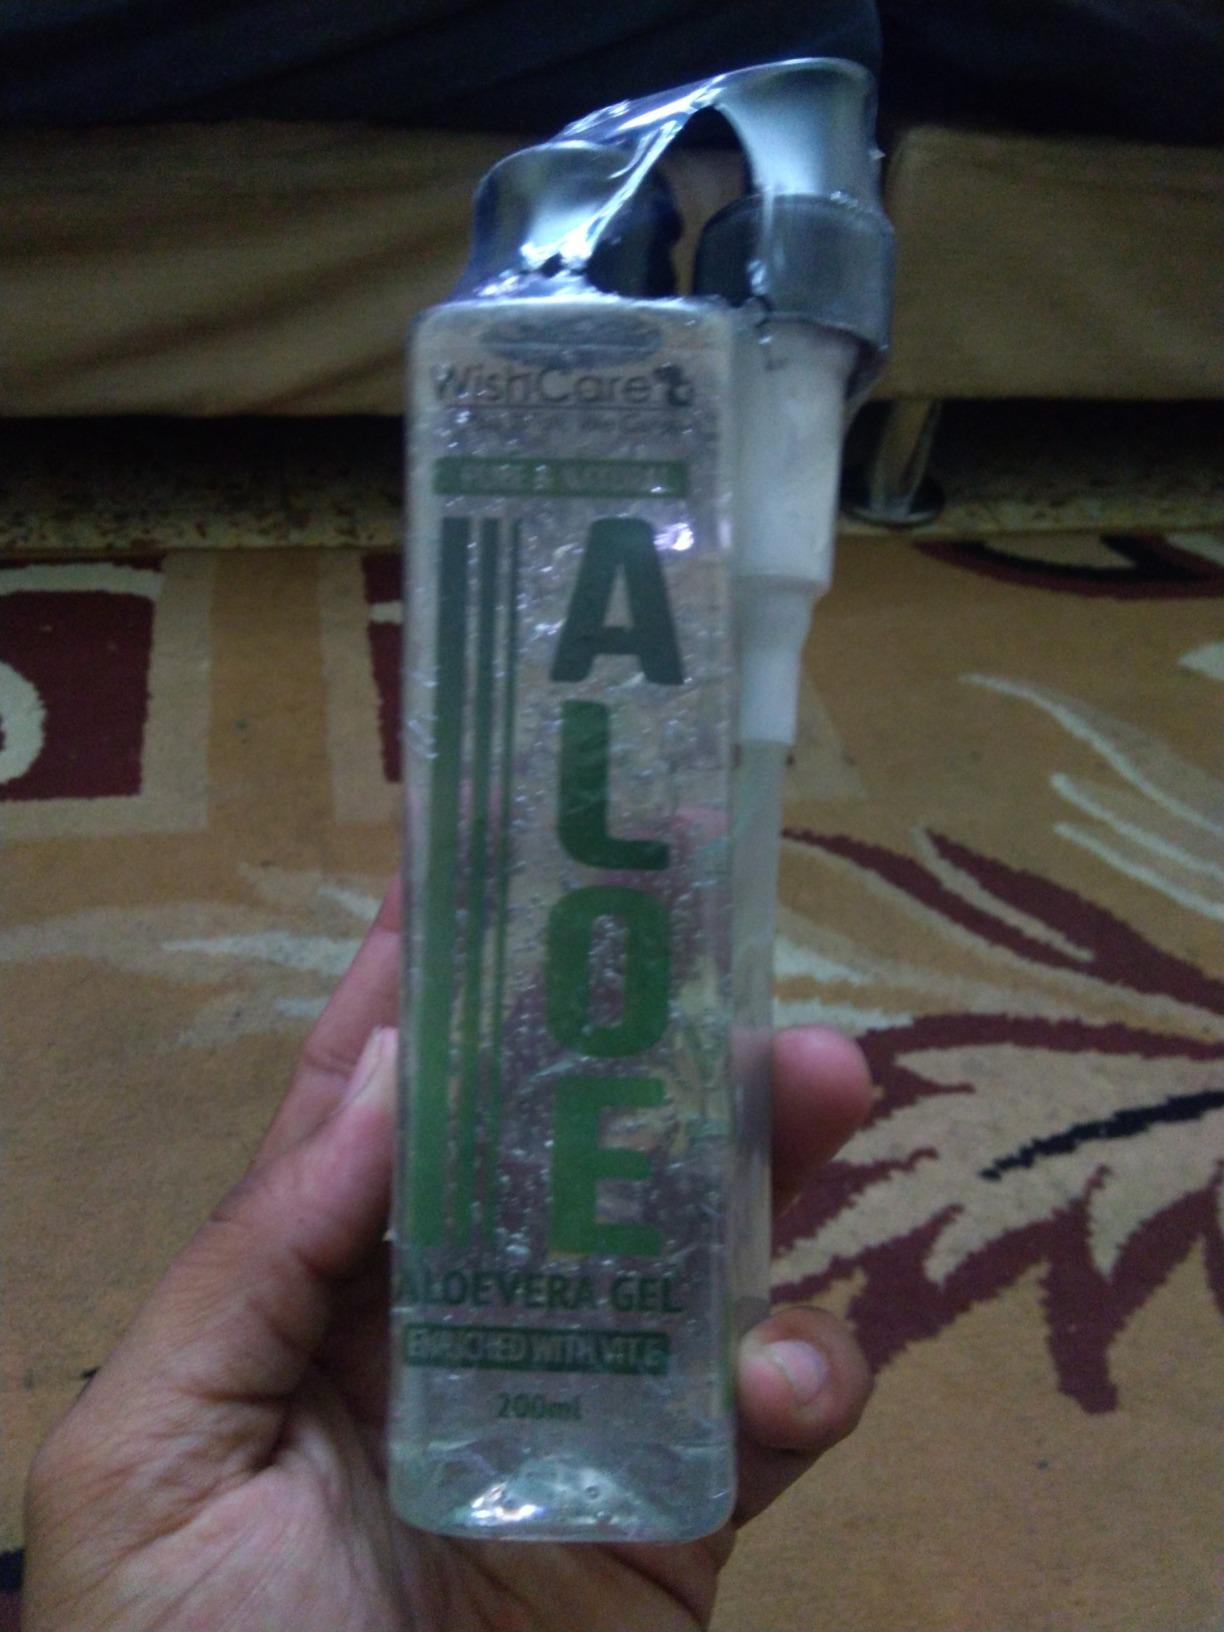 WishCare
PURE & NATURAL
ALOE
ALOEVERA GEL
ENRICHED WITH VIT E
200ml